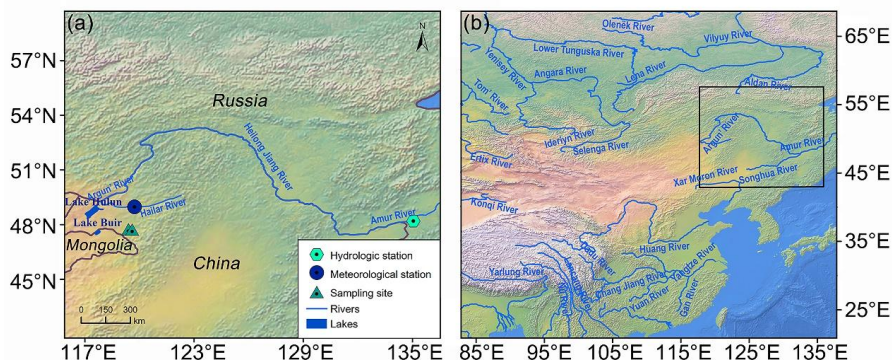 (a)
N
57°N
54°N
51°N
48°N
45°N
Russia
Heilong Jiang River
Argun' River
Lake Hulun
Hailar River
Lake Buir
Mongolia
China
Amur River
0 150 300
km
Hydrologic station
Meteorological station
Sampling site
Rivers
Lakes
117°E 123°E 129°E 135°E
(b)
Olenëk River
Vilyuy River
Lower Tunguska River
Yenisey River
Angara River
Lena River
Aldan River
Tom' River
Ideriyn River
Selenga River
Argun' River
Amur River
Ertix River
Xar Moron River
Songhua River
Konqi River
Huang River
Yarlung River
Chang Jiang River
Yangtze River
Yuan River
Gan River
65°N
55°N
45°N
35°N
25°N
85°E 95°E 105°E 115°E 125°E 135°E